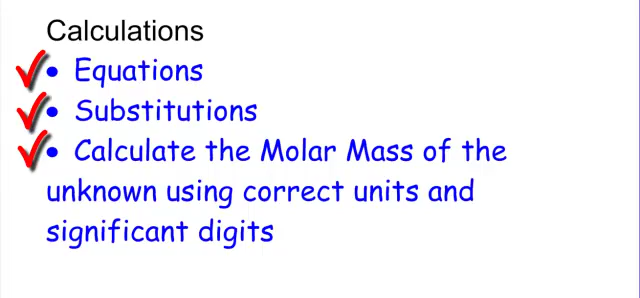 Calculations
• Equations
• Substitutions
• Calculate the Molar Mass of the
unknown using correct units and
significant digits